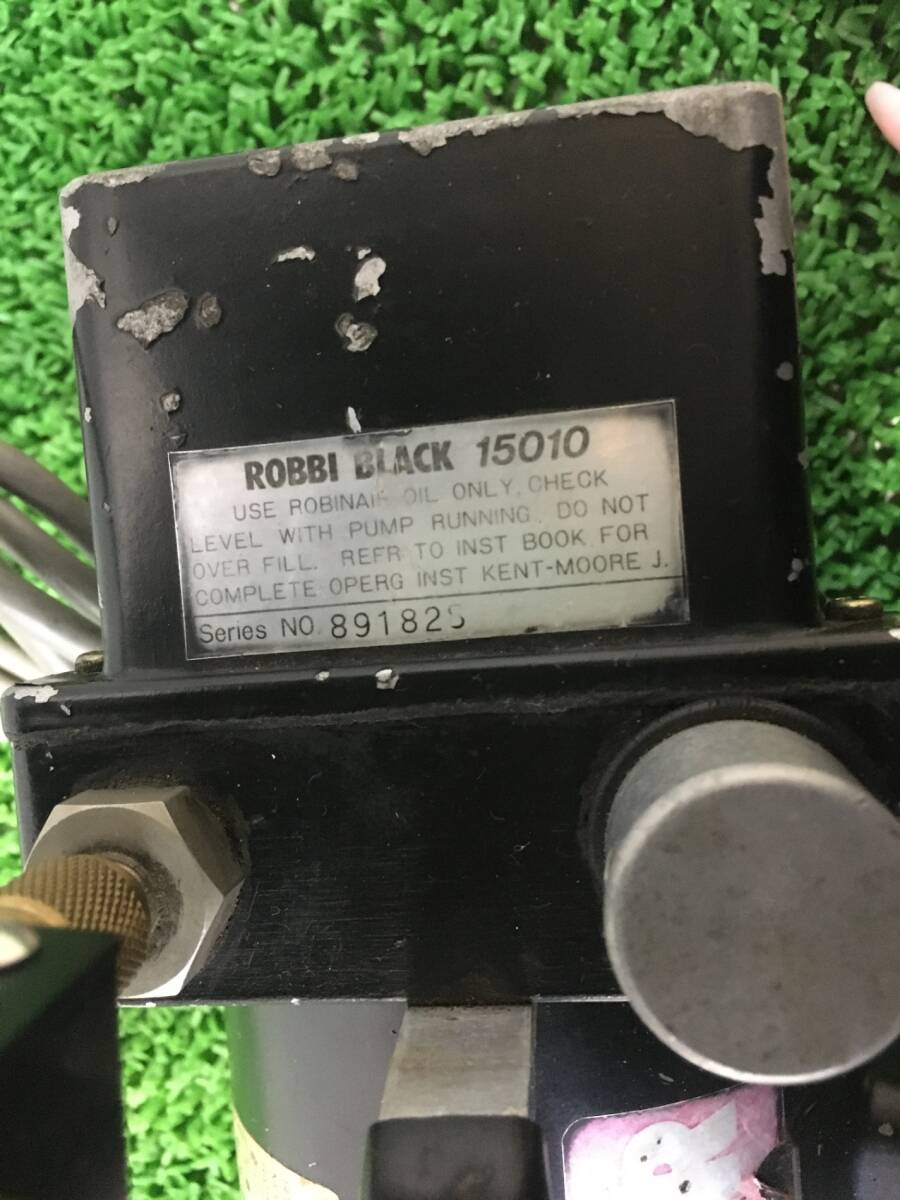 ROBBI BLACK 15010
USE ROBINAIR OIL ONLY, CHECK
LEVEL WITH PUMP RUNNING. DO NOT
OVER FILL. REFR TO INST BOOK FOR
COMPLETE OPERG INST KENT-MOORE J.
Series NO 891825